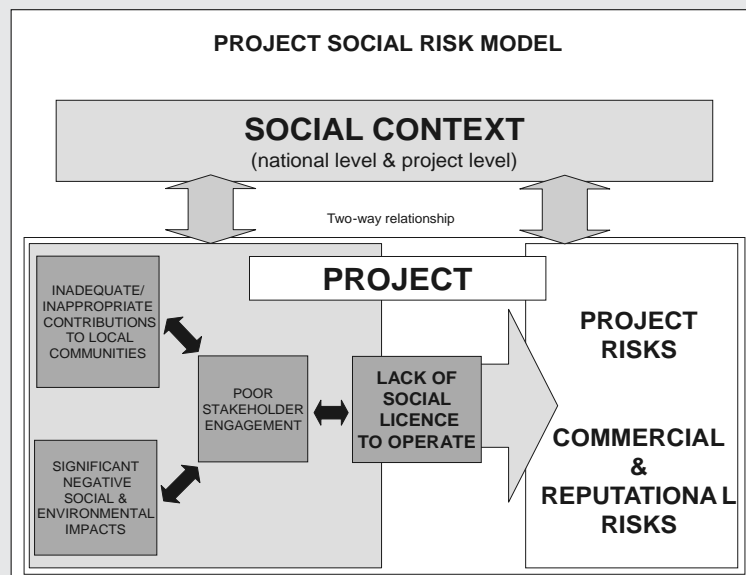 PROJECT SOCIAL RISK MODEL
SOCIAL CONTEXT
(national level & project level)
Two-way relationship
PROJECT
INADEQUATE/
INAPPROPRIATE
CONTRIBUTIONS
TO LOCAL
COMMUNITIES
POOR
STAKEHOLDER
ENGAGEMENT
SIGNIFICANT
NEGATIVE
SOCIAL &
ENVIRONMENTAL
IMPACTS
LACK OF
SOCIAL
LICENCE
TO OPERATE
PROJECT
RISKS
COMMERCIAL
&
REPUTATIONAL
RISKS